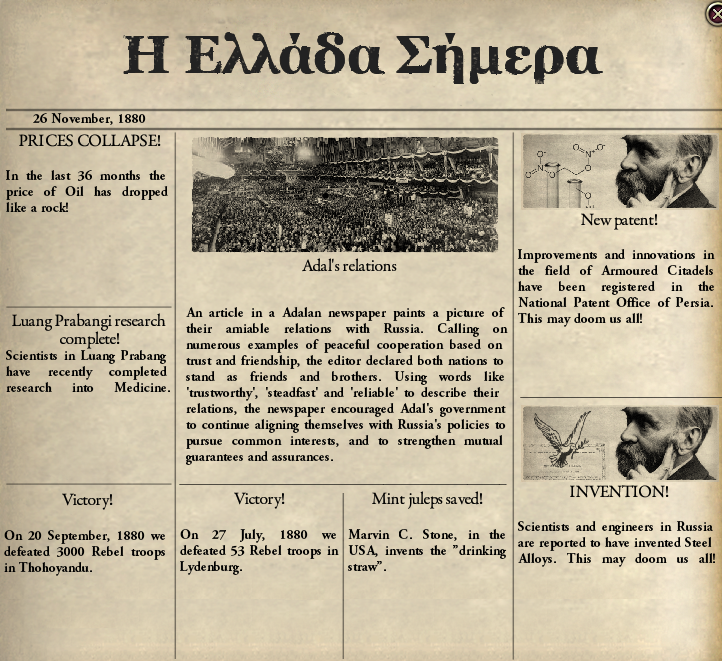 Η Ελλάδα Σήμερα
26 November, 1880
PRICES COLLAPSE!
In the last 36 months the
price of Oil has dropped
like a rock!
Luang Prabangi research
complete!
Scientists in Luang Prabang
have recently completed
research into Medicine.
Adal's relations
An article in a Adalan newspaper paints a picture of
their amiable relations with Russia. Calling on
numerous examples of peaceful cooperation based on
trust and friendship, the editor declared both nations to
stand as friends and brothers. Using words like
'trustworthy', 'steadfast' and 'reliable' to describe their
relations, the newspaper encouraged Adal's government
to continue aligning themselves with Russia's policies to
pursue common interests, and to strengthen mutual
guarantees and assurances.
New patent!
Improvements and innovations in
the field of Armoured Citadels
have been registered in the
National Patent Office of Persia.
This may doom us all!
INVENTION!
Scientists and engineers in Russia
are reported to have invented Steel
Alloys. This may doom us all!
Victory!
On 20 September, 1880 we
defeated 3000 Rebel troops
in Thohoyandu.
Victory!
On 27 July, 1880 we
defeated 53 Rebel troops in
Lydenburg.
Mint juleps saved!
Marvin C. Stone, in the
USA, invents the "drinking
straw".